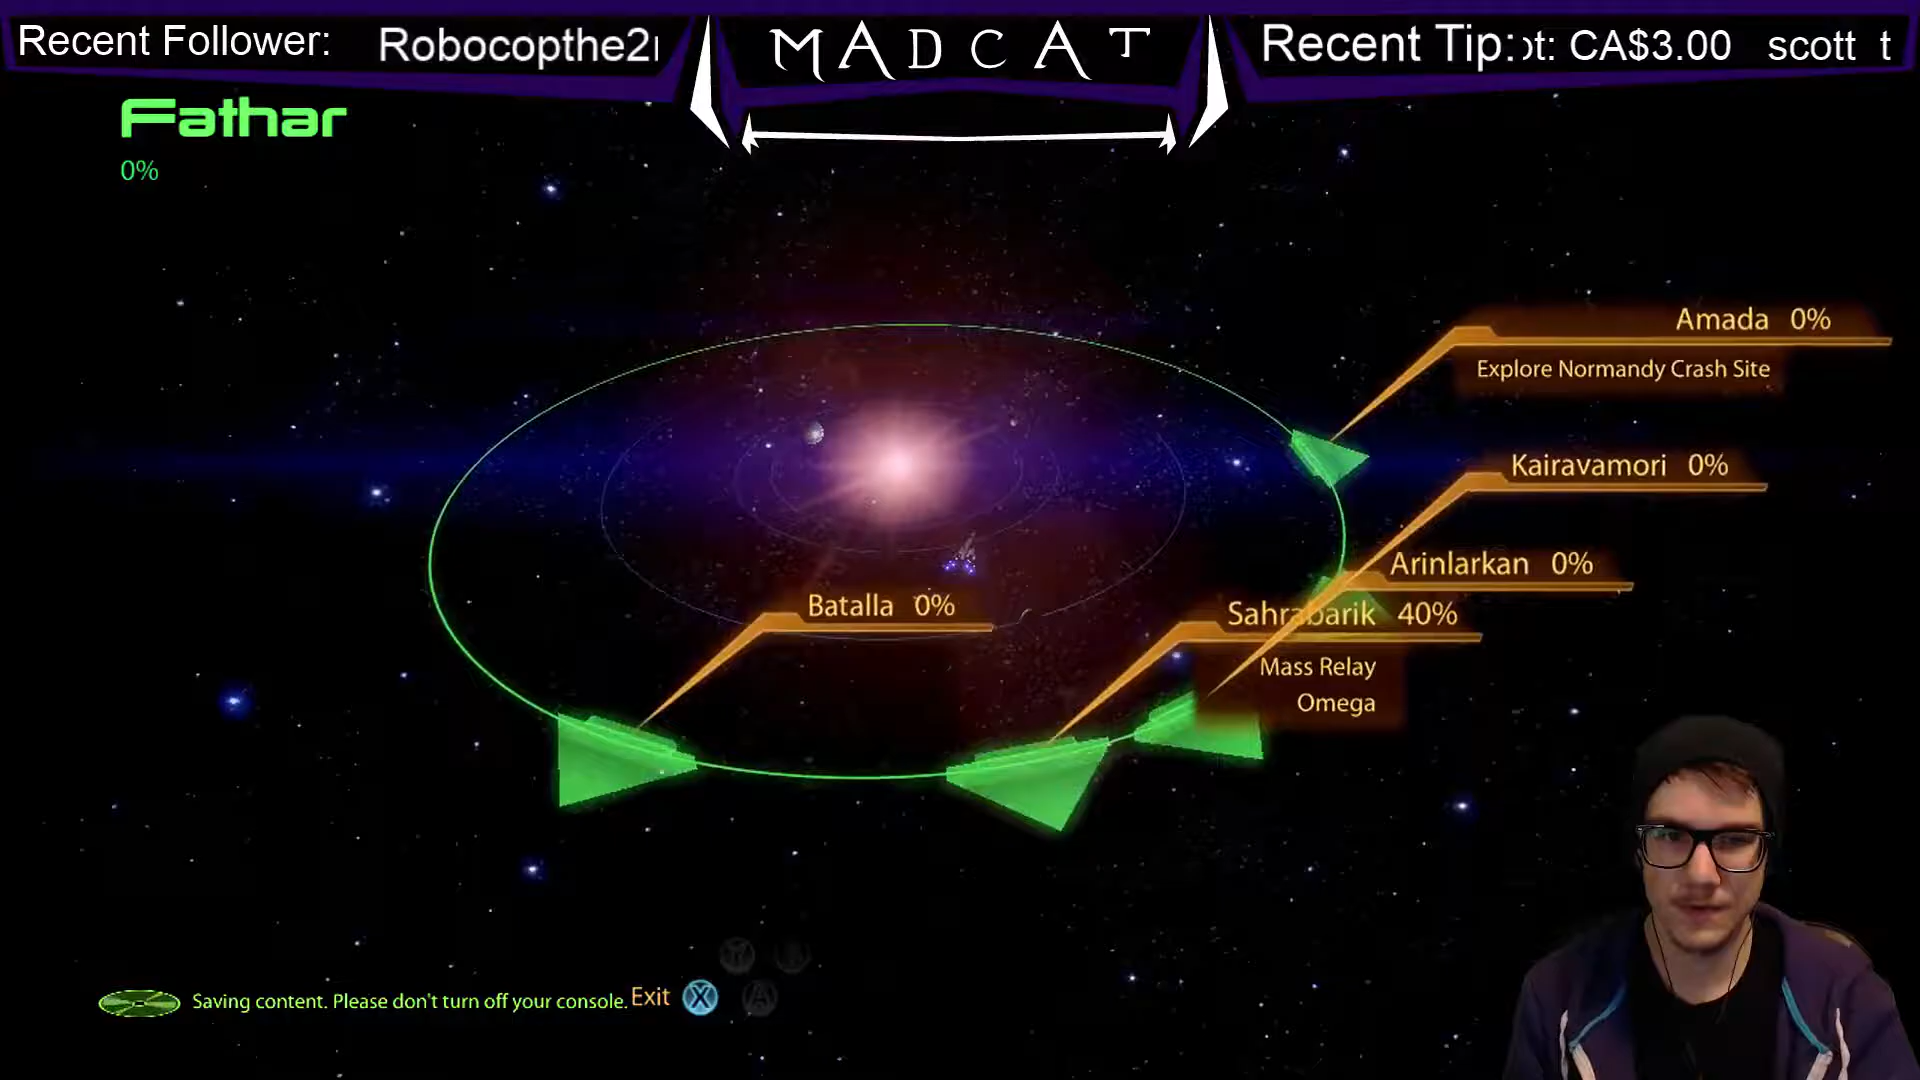 Recent Follower: Robocopthe2
MADCAT
Recent Tip: ot: CA$3.00 scott t
Fathar
0%
Amada 0%
Explore Normandy Crash Site
Kairavamori 0%
Arinlarkan 0%
Batalla 0%
Sahrabarik 40%
Mass Relay
Omega
Saving content. Please don't turn off your console. Exit X
Y
A